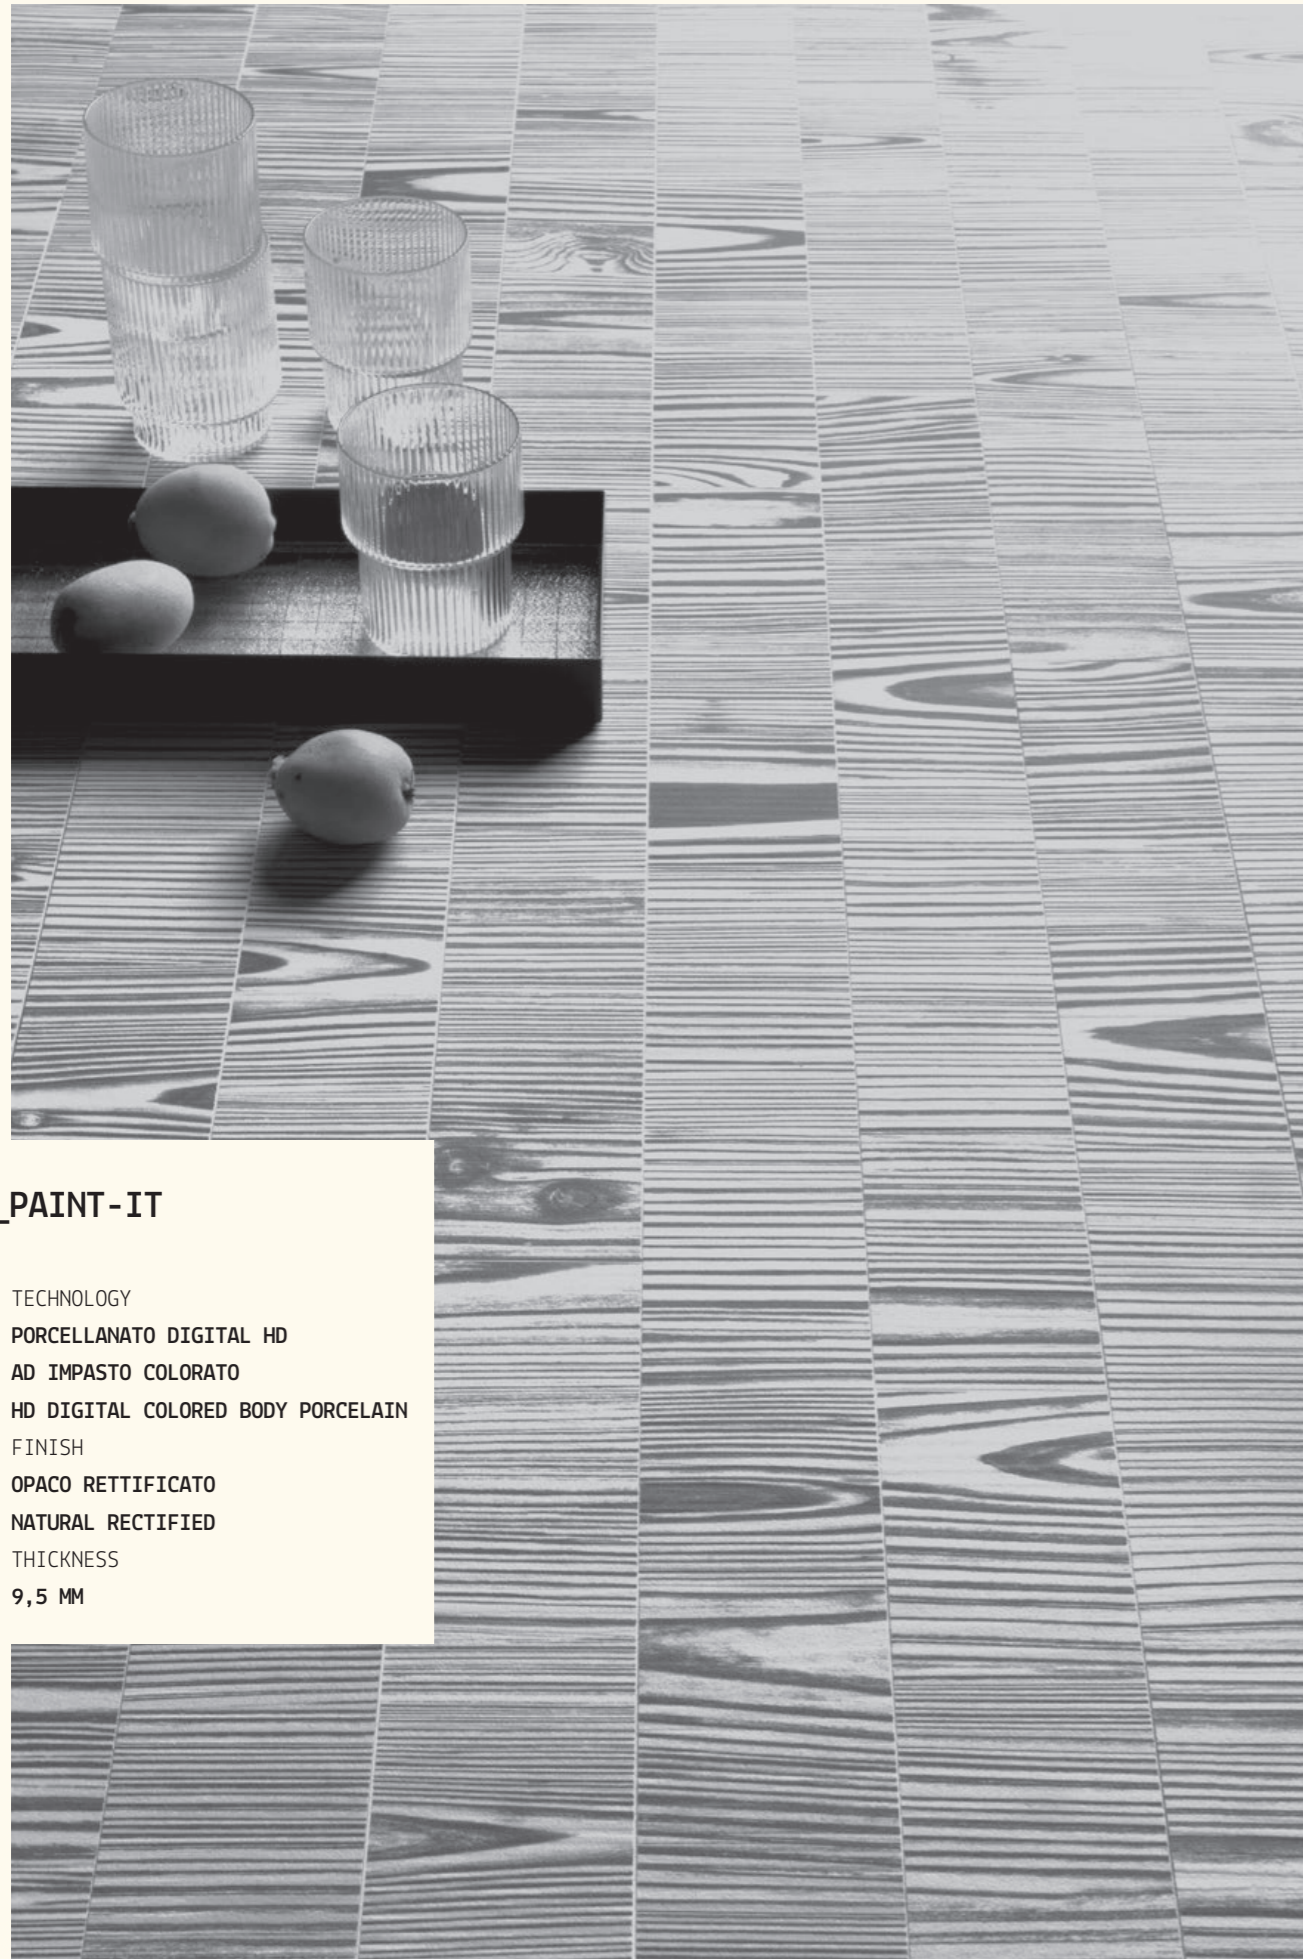 _PAINT-IT
TECHNOLOGY
PORCELLANATO DIGITAL HD
AD IMPASTO COLORATO
HD DIGITAL COLORED BODY PORCELAIN
FINISH
OPACO RETTIFICATO
NATURAL RECTIFIED
THICKNESS
9,5 MM